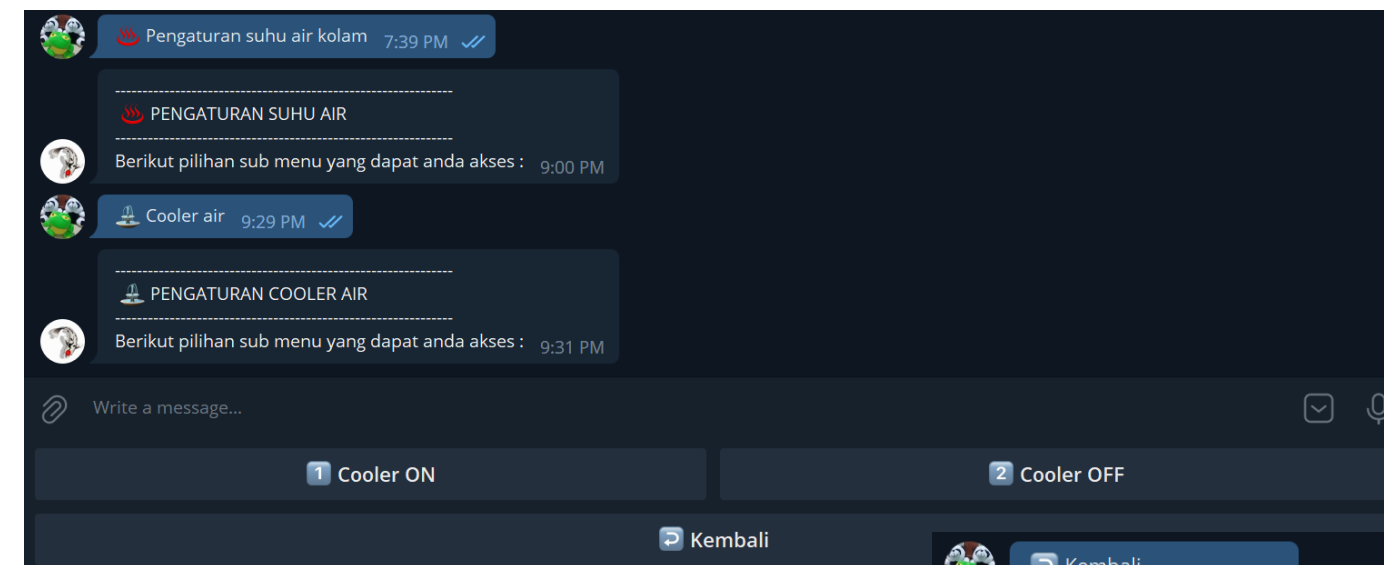 ♨ Pengaturan suhu air kolam 7:39 PM
---------------------------------------------------------------
♨ PENGATURAN SUHU AIR
---------------------------------------------------------------
Berikut pilihan sub menu yang dapat anda akses : 9:00 PM
⛲ Cooler air 9:29 PM
---------------------------------------------------------------
⛲ PENGATURAN COOLER AIR
---------------------------------------------------------------
Berikut pilihan sub menu yang dapat anda akses : 9:31 PM
Write a message...
1️⃣ Cooler ON
2️⃣ Cooler OFF
↩️ Kembali
↩️ Kembali